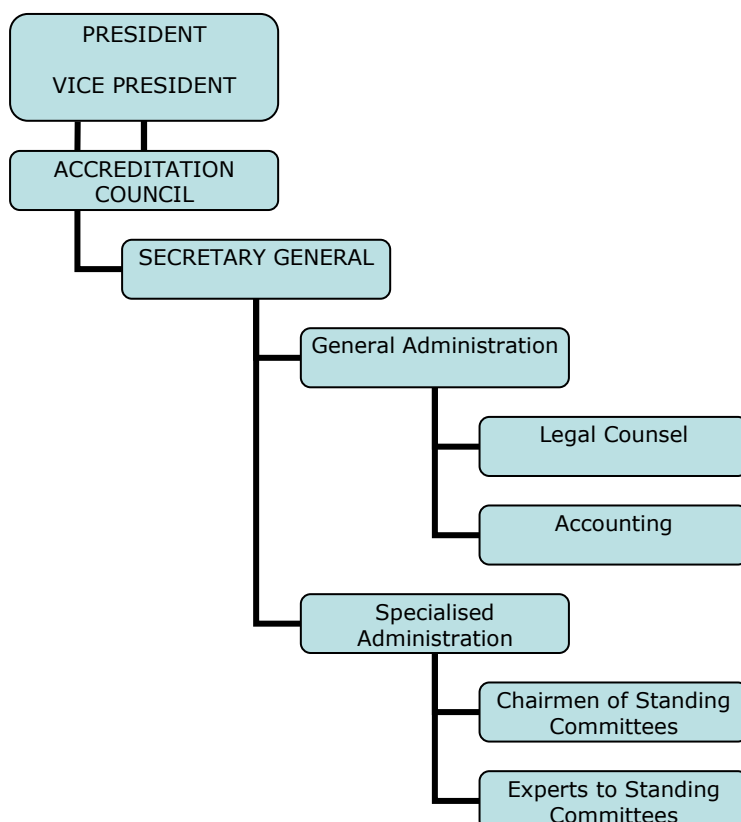 PRESIDENT
VICE PRESIDENT
ACCREDITATION
COUNCIL
SECRETARY GENERAL
General Administration
Legal Counsel
Accounting
Specialised
Administration
Chairmen of Standing
Committees
Experts to Standing
Committees